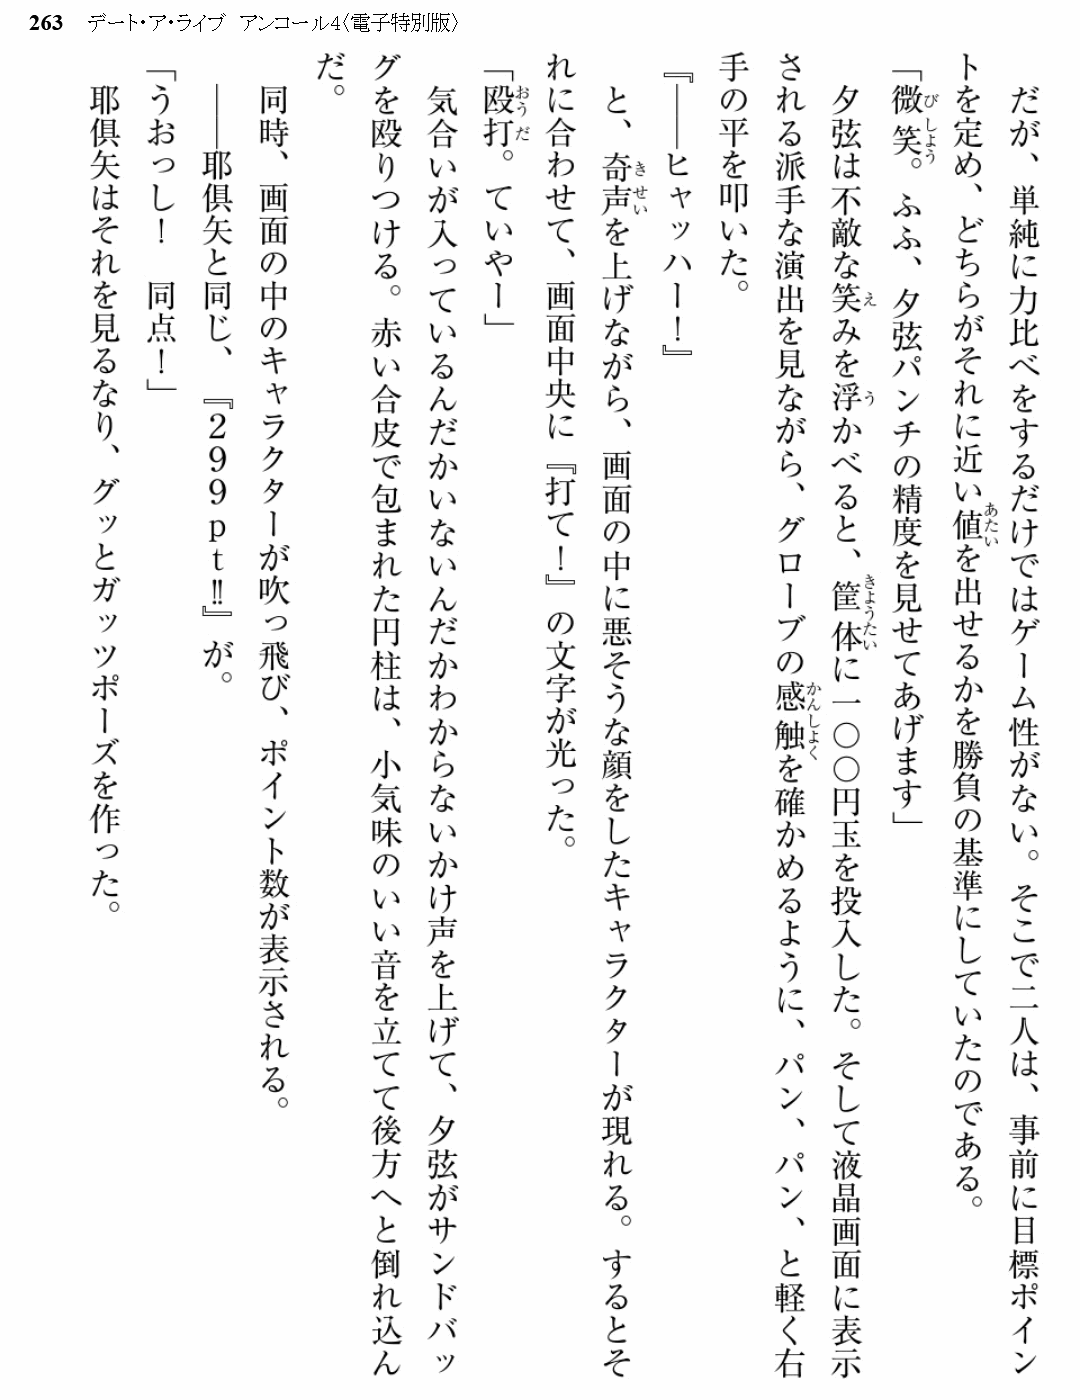 263 デート・ア・ライブ アンコール4〈電子特別版〉
だが、単純に力比べをするだけではゲーム性がない。そこで二人は、事前に目標ポイン
トを定め、どちらがそれに近い値を出せるかを勝負の基準にしていたのである。
「微笑。ふふ、夕弦パンチの精度を見せてあげます」
夕弦は不敵な笑みを浮かべると、筐体に一〇〇円玉を投入した。そして液晶画面に表示
される派手な演出を見ながら、グローブの感触を確かめるように、パン、パン、と軽く右
手の平を叩いた。
『――ヒャッハー！』
と、奇声を上げながら、画面の中に悪そうな顔をしたキャラクターが現れる。するとそ
れに合わせて、画面中央に『打て！』の文字が光った。
「殴打。ていやー」
気合いが入っているんだかいないんだかわからないかけ声を上げて、夕弦がサンドバッ
グを殴りつける。赤い合皮で包まれた円柱は、小気味のいい音を立てて後方へと倒れ込ん
だ。
同時、画面の中のキャラクターが吹っ飛び、ポイント数が表示される。
――耶倶矢と同じ、『２９９ｐｔ‼』が。
「うおっし！　同点！」
耶倶矢はそれを見るなり、グッとガッツポーズを作った。